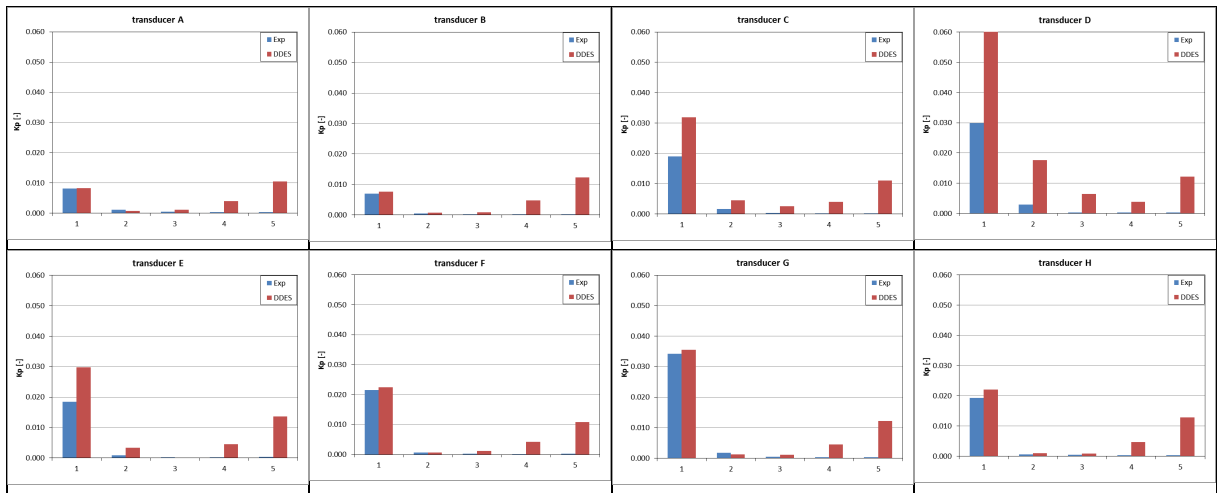 transducer A
0.060
0.050
0.040
0.030
0.020
0.010
0.000
Kp [-]
Exp
DDES
1 2 3 4 5
transducer B
0.060
0.050
0.040
0.030
0.020
0.010
0.000
Kp [-]
Exp
DDES
1 2 3 4 5
transducer C
0.060
0.050
0.040
0.030
0.020
0.010
0.000
Kp [-]
Exp
DDES
1 2 3 4 5
transducer D
0.060
0.050
0.040
0.030
0.020
0.010
0.000
Kp [-]
Exp
DDES
1 2 3 4 5
transducer E
0.060
0.050
0.040
0.030
0.020
0.010
0.000
Kp [-]
Exp
DDES
1 2 3 4 5
transducer F
0.060
0.050
0.040
0.030
0.020
0.010
0.000
Kp [-]
Exp
DDES
1 2 3 4 5
transducer G
0.060
0.050
0.040
0.030
0.020
0.010
0.000
Kp [-]
Exp
DDES
1 2 3 4 5
transducer H
0.060
0.050
0.040
0.030
0.020
0.010
0.000
Kp [-]
Exp
DDES
1 2 3 4 5